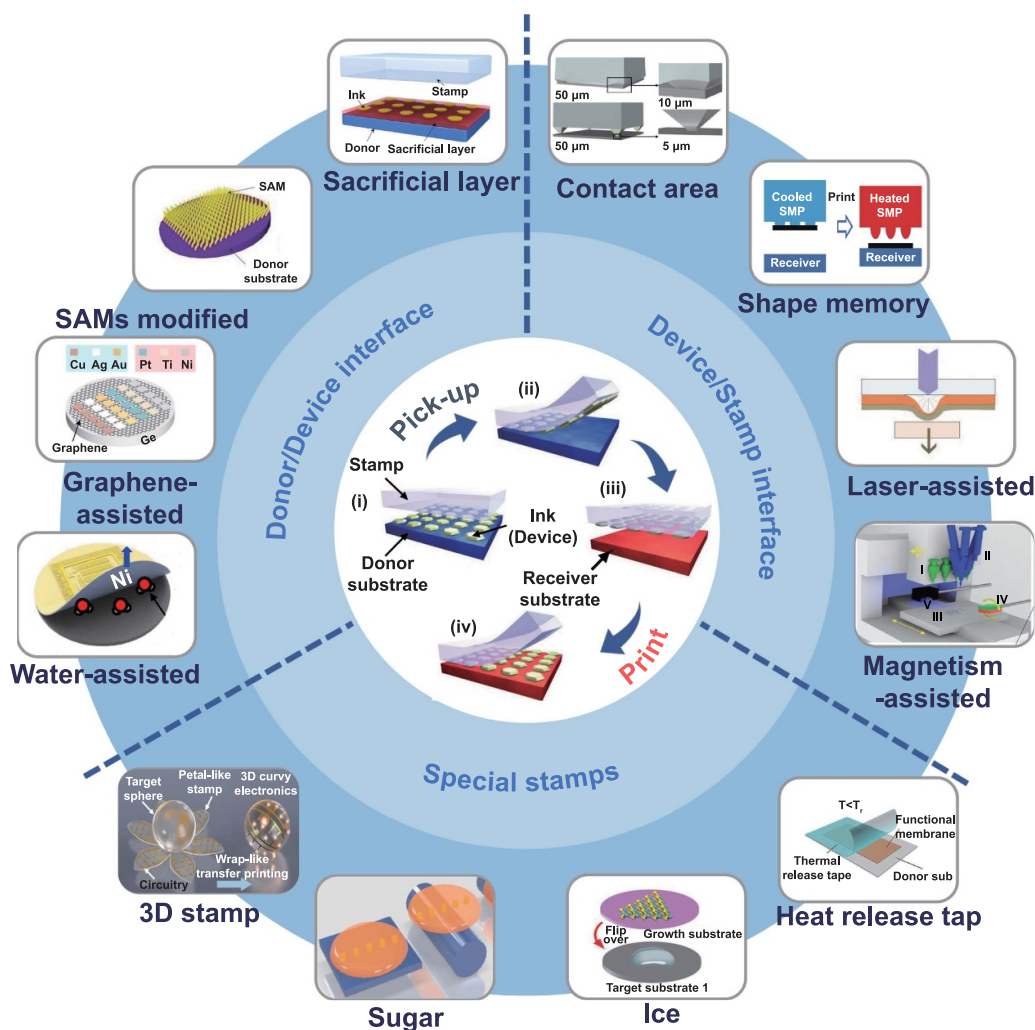 Stamp
Ink
Donor
Sacrificial layer
Sacrificial layer
50 µm
10 µm
50 µm
5 µm
Contact area
SAM
Donor
substrate
SAMs modified
Cooled
SMP
Print
Heated
SMP
Receiver
Receiver
Shape memory
Cu Ag Au Pt Ti Ni
Graphene
Ge
Graphene-
assisted
Laser-assisted
Ni
Water-assisted
I
II
III
IV
V
Magnetism
-assisted
Donor/Device interface
Device/Stamp interface
Special stamps
Pick-up
(ii)
Stamp
(i)
(iii)
Ink
(Device)
Donor
substrate
Receiver
substrate
(iv)
Print
Target
sphere
Petal-like
stamp
3D curvy
electronics
Wrap-like
transfer printing
Circuitry
3D stamp
Sugar
Growth substrate
Flip
over
Target substrate 1
Ice
T<Tr
Functional
membrane
Thermal
release tape
Donor sub
Heat release tap